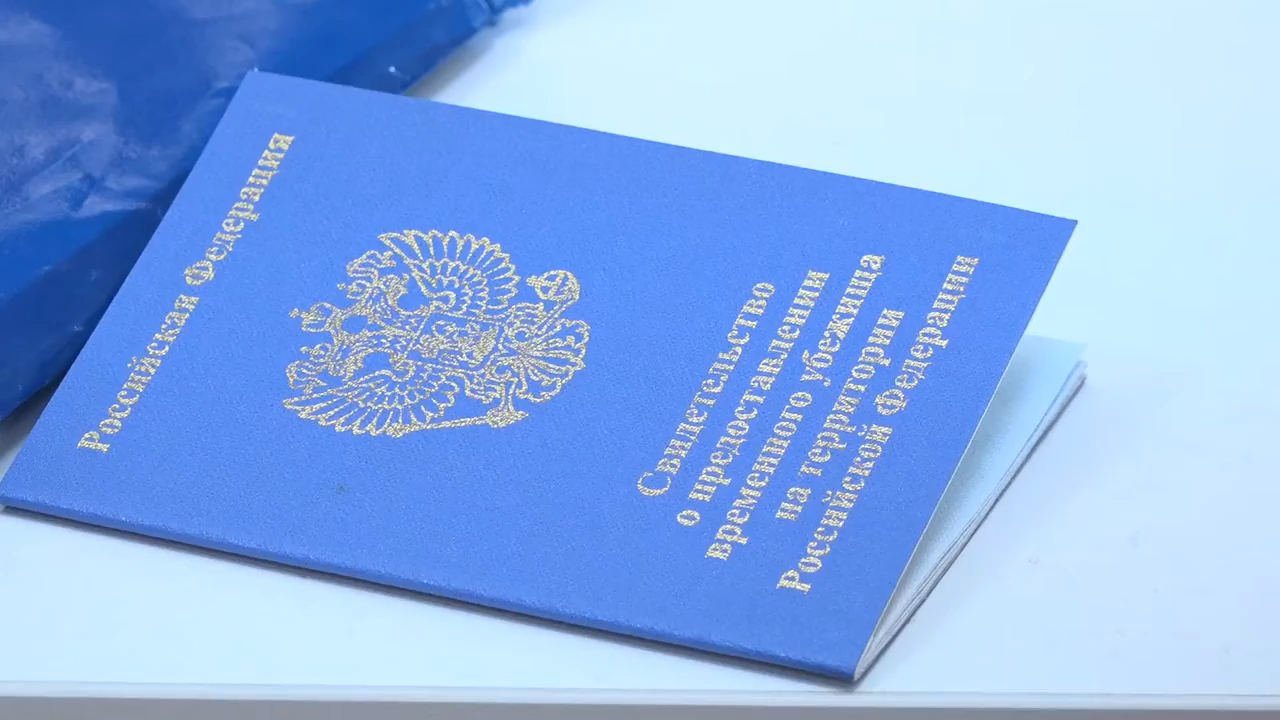 Российская Федерация
Свидетельство
о предоставлении
временного убежища
на территории
Российской Федерации